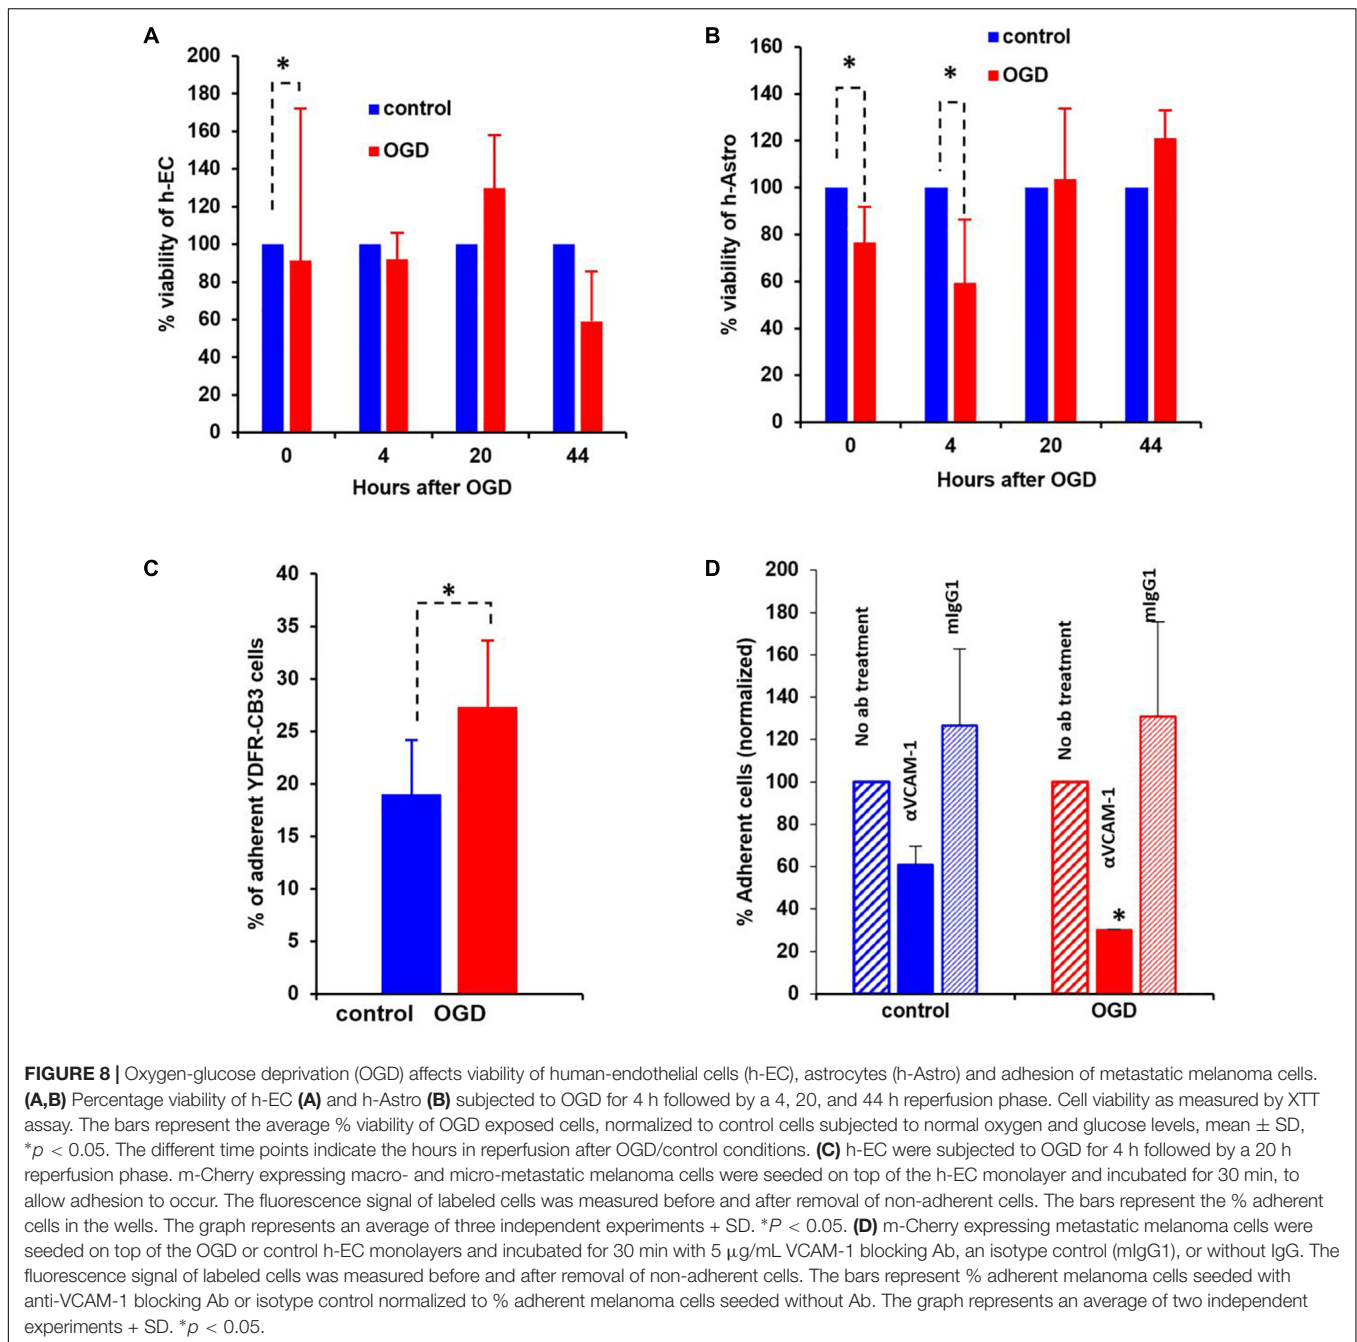 A
200
180
160
140
120
100
80
60
40
20
0
% viability of h-EC
*
control
OGD
0 4 20 44
Hours after OGD
B
160
140
120
100
80
60
40
20
0
% viability of h-Astro
*
*
control
OGD
0 4 20 44
Hours after OGD
C
40
35
30
25
20
15
10
5
0
% of adherent YDFR-CB3 cells
*
control OGD
D
200
180
160
140
120
100
80
60
40
20
0
% Adherent cells (normalized)
No ab treatment
αVCAM-1
mIgG1
No ab treatment
αVCAM-1
*
mIgG1
control OGD
FIGURE 8 | Oxygen-glucose deprivation (OGD) affects viability of human-endothelial cells (h-EC), astrocytes (h-Astro) and adhesion of metastatic melanoma cells.
(A,B) Percentage viability of h-EC (A) and h-Astro (B) subjected to OGD for 4 h followed by a 4, 20, and 44 h reperfusion phase. Cell viability as measured by XTT
assay. The bars represent the average % viability of OGD exposed cells, normalized to control cells subjected to normal oxygen and glucose levels, mean ± SD,
*p < 0.05. The different time points indicate the hours in reperfusion after OGD/control conditions. (C) h-EC were subjected to OGD for 4 h followed by a 20 h
reperfusion phase. m-Cherry expressing macro- and micro-metastatic melanoma cells were seeded on top of the h-EC monolayer and incubated for 30 min, to
allow adhesion to occur. The fluorescence signal of labeled cells was measured before and after removal of non-adherent cells. The bars represent the % adherent
cells in the wells. The graph represents an average of three independent experiments + SD. *P < 0.05. (D) m-Cherry expressing metastatic melanoma cells were
seeded on top of the OGD or control h-EC monolayers and incubated for 30 min with 5 μg/mL VCAM-1 blocking Ab, an isotype control (mIgG1), or without IgG. The
fluorescence signal of labeled cells was measured before and after removal of non-adherent cells. The bars represent % adherent melanoma cells seeded with
anti-VCAM-1 blocking Ab or isotype control normalized to % adherent melanoma cells seeded without Ab. The graph represents an average of two independent
experiments + SD. *p < 0.05.